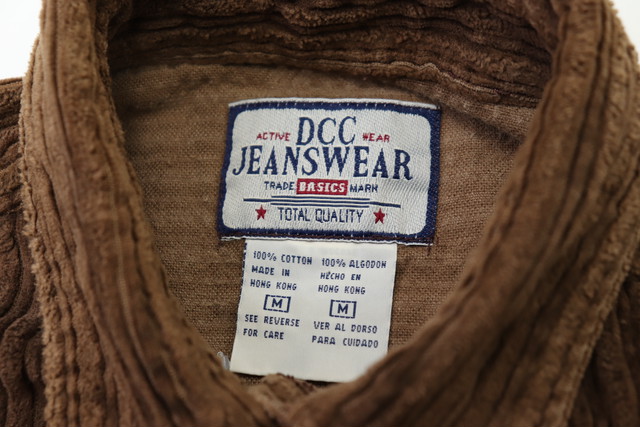 DCC
ACTIVE WEAR
JEANSWEAR
TRADE BASICS MARK
TOTAL QUALITY
100% COTTON
MADE IN
HONG KONG
M
SEE REVERSE
FOR CARE
100% ALGODON
HECHO EN
HONG KONG
M
VER AL DORSO
PARA CUIDADO